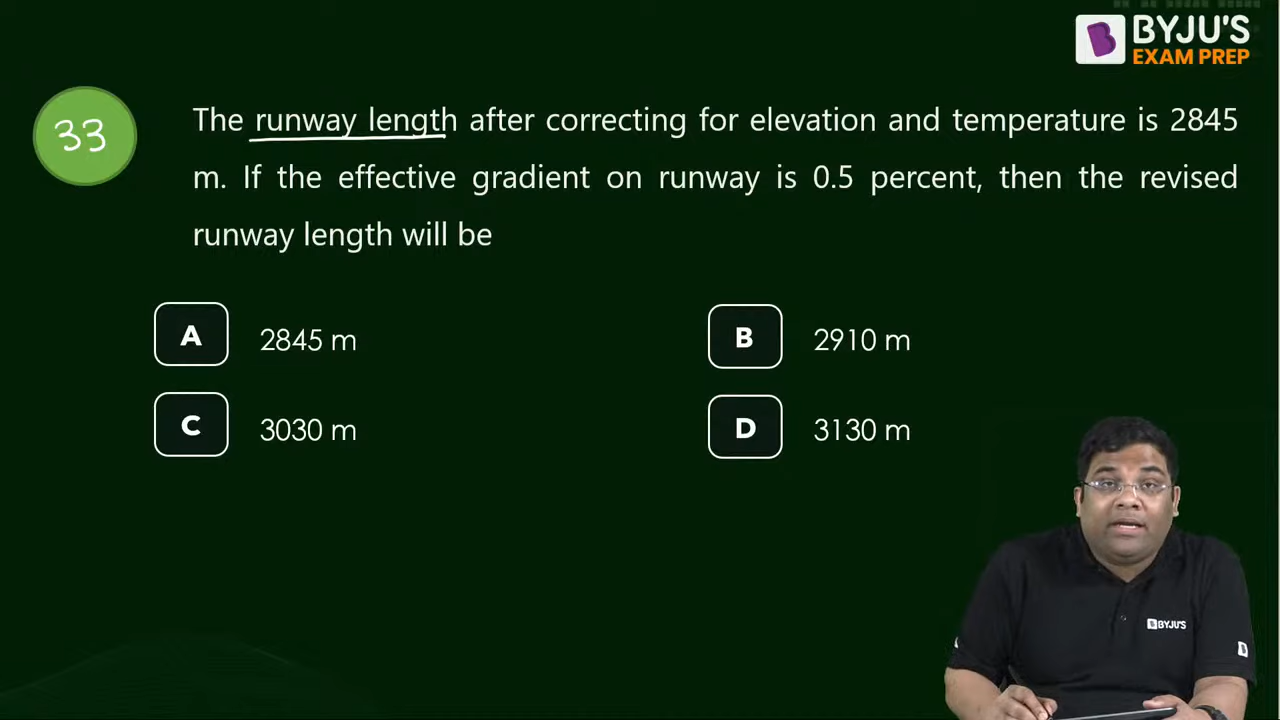 BYJU'S
EXAM PREP
33
The runway length after correcting for elevation and temperature is 2845
m. If the effective gradient on runway is 0.5 percent, then the revised
runway length will be
A 2845 m
B 2910 m
C 3030 m
D 3130 m
BYJU'S